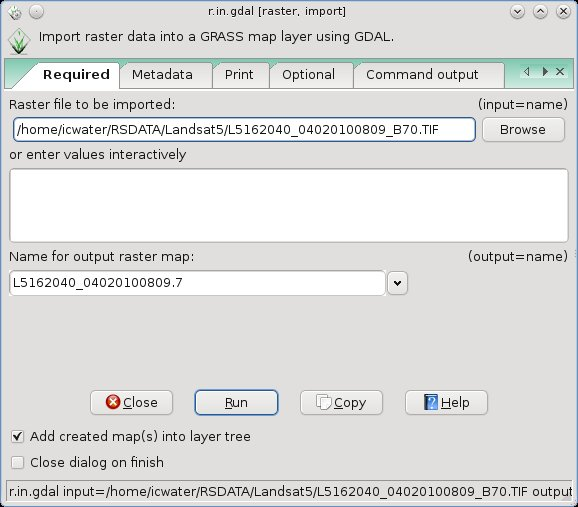 r.in.gdal [raster, import]
Import raster data into a GRASS map layer using GDAL.
Required Metadata Print Optional Command output
Raster file to be imported: (input=name)
/home/icwater/RSDATA/Landsat5/L5162040_04020100809_B70.TIF Browse
or enter values interactively
Name for output raster map: (output=name)
L5162040_04020100809.7
Close Run Copy Help
Add created map(s) into layer tree
Close dialog on finish
r.in.gdal input=/home/icwater/RSDATA/Landsat5/L5162040_04020100809_B70.TIF output